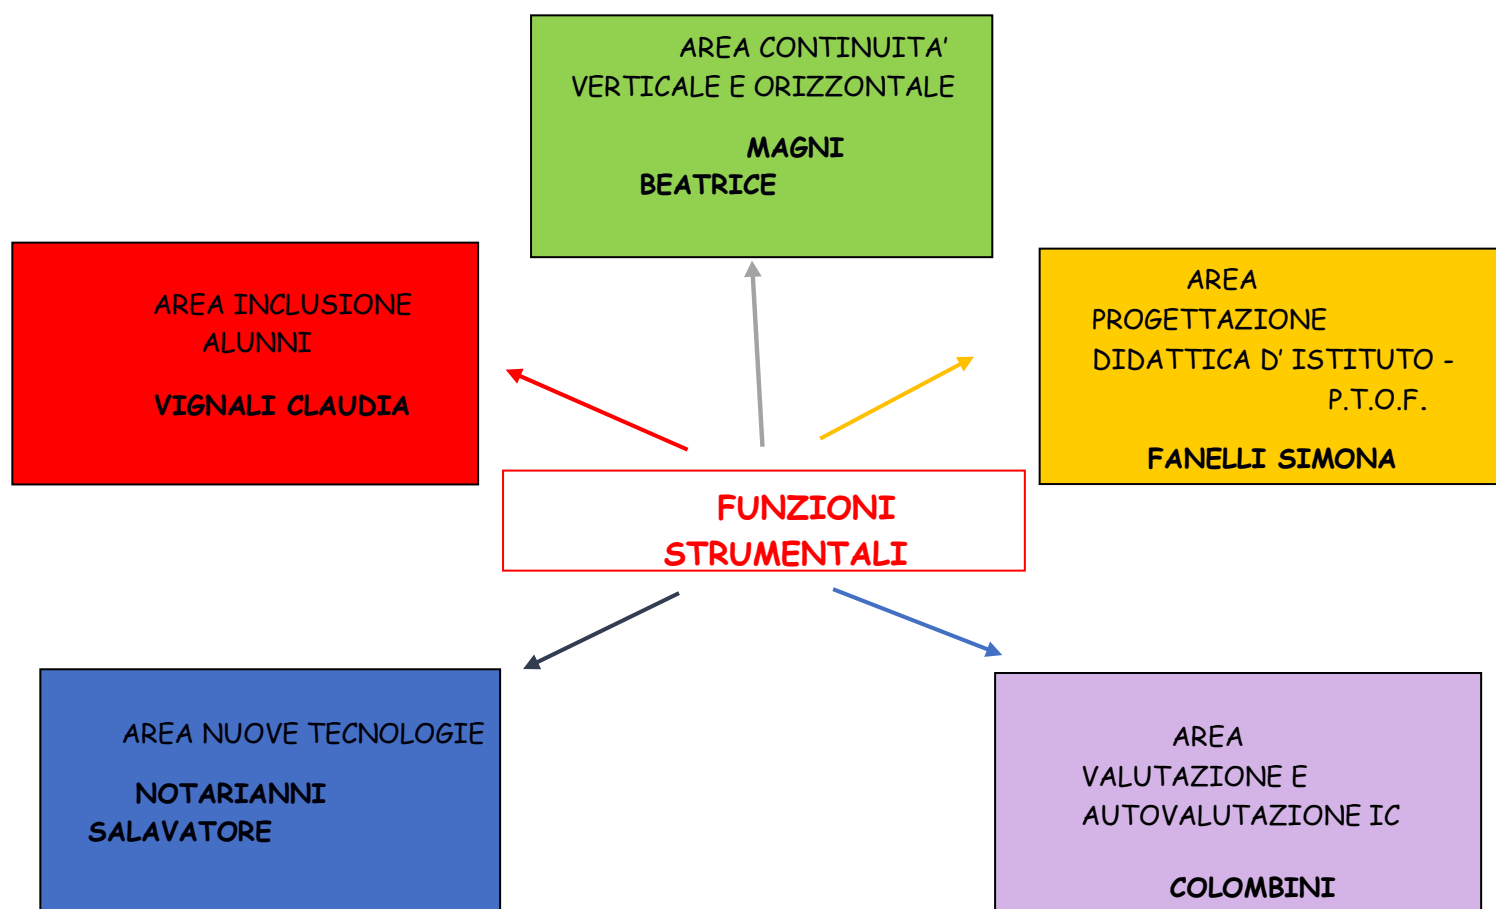 AREA CONTINUITA'
VERTICALE E ORIZZONTALE
MAGNI
BEATRICE
AREA INCLUSIONE
ALUNNI
VIGNALI CLAUDIA
AREA
PROGETTAZIONE
DIDATTICA D' ISTITUTO -
P.T.O.F.
FANELLI SIMONA
FUNZIONI
STRUMENTALI
AREA NUOVE TECNOLOGIE
NOTARIANNI
SALAVATORE
AREA
VALUTAZIONE E
AUTOVALUTAZIONE IC
COLOMBINI